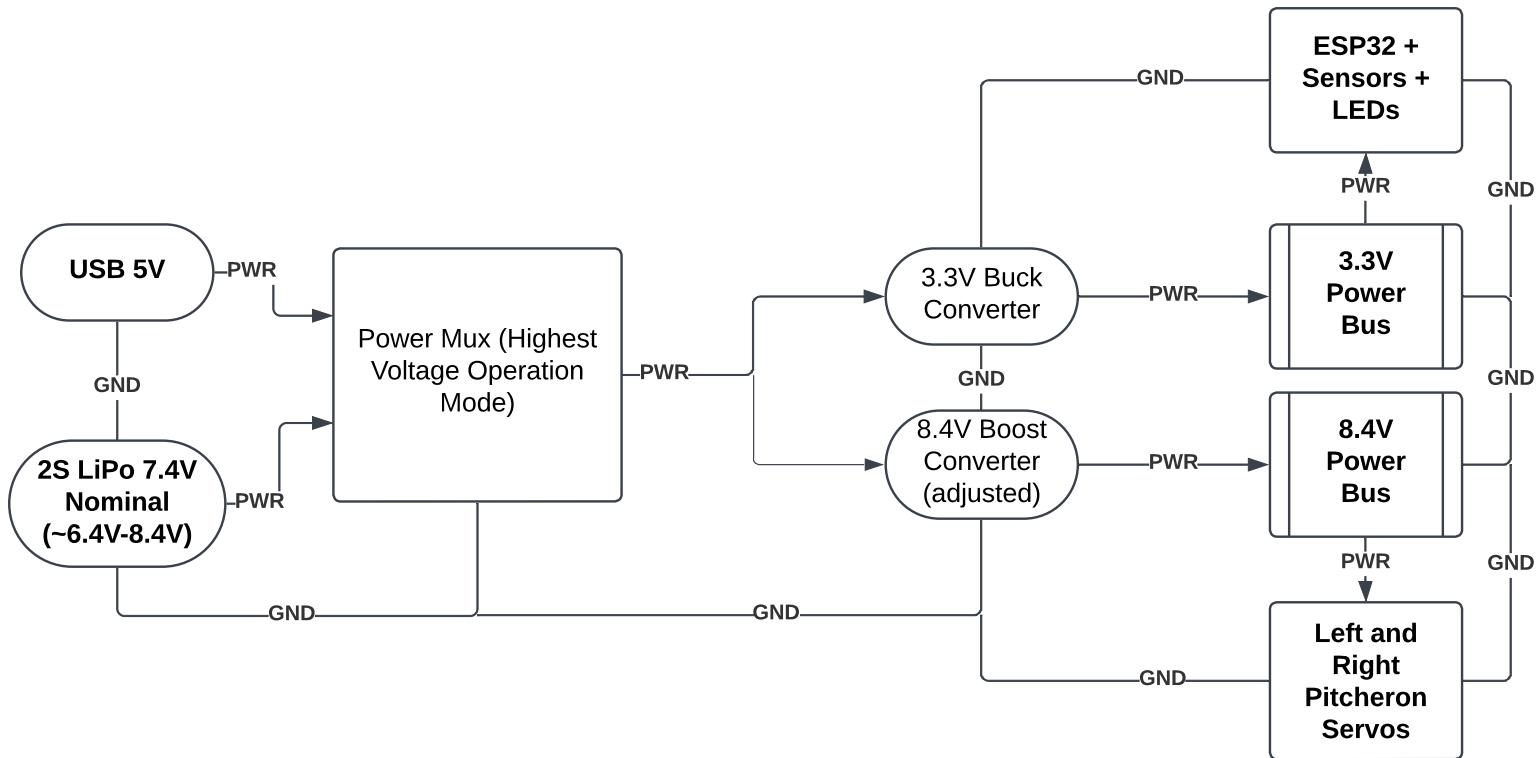 ESP32 +
Sensors +
LEDs
GND
PWR
GND
USB 5V
PWR
3.3V
Power
Bus
3.3V Buck
Converter
PWR
Power Mux (Highest
Voltage Operation
Mode)
PWR
GND
GND
GND
8.4V
Power
Bus
8.4V Boost
Converter
(adjusted)
PWR
2S LiPo 7.4V
Nominal
(~6.4V-8.4V)
PWR
PWR
GND
GND
GND
Left and
Right
Pitcheron
Servos
GND